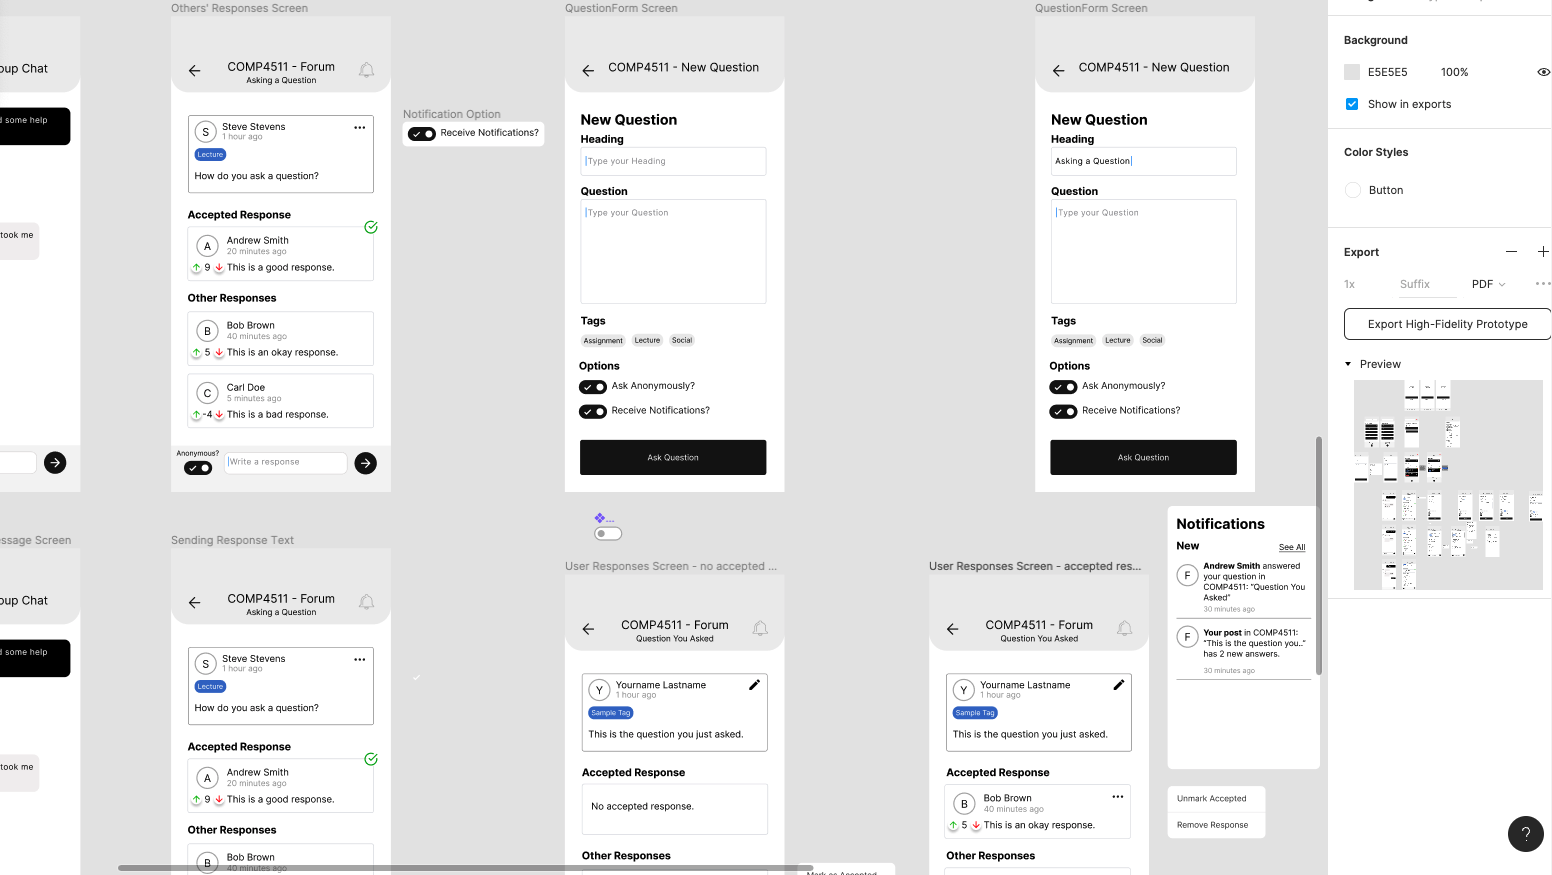 oup Chat
d some help
took me
ssage Screen
oup Chat
d some help
took me
Others' Responses Screen
COMP4511 - Forum
Asking a Question
S
Steve Stevens
1 hour ago
Lecture
How do you ask a question?
Accepted Response
A
Andrew Smith
20 minutes ago
9 This is a good response.
Other Responses
B
Bob Brown
40 minutes ago
5 This is an okay response.
C
Carl Doe
5 minutes ago
-4 This is a bad response.
Anonymous?
Write a response
Notification Option
Receive Notifications?
QuestionForm Screen
COMP4511 - New Question
New Question
Heading
Type your Heading
Question
Type your Question
Tags
Assignment Lecture Social
Options
Ask Anonymously?
Receive Notifications?
Ask Question
QuestionForm Screen
COMP4511 - New Question
New Question
Heading
Asking a Question
Question
Type your Question
Tags
Assignment Lecture Social
Options
Ask Anonymously?
Receive Notifications?
Ask Question
Sending Response Text
COMP4511 - Forum
Asking a Question
S
Steve Stevens
1 hour ago
Lecture
How do you ask a question?
Accepted Response
A
Andrew Smith
20 minutes ago
9 This is a good response.
Other Responses
B
Bob Brown
40 minutes ago
...
User Responses Screen - no accepted ...
COMP4511 - Forum
Question You Asked
Y
Yourname Lastname
1 hour ago
Sample Tag
This is the question you just asked.
Accepted Response
No accepted response.
Other Responses
Mark as Accepted
User Responses Screen - accepted res...
COMP4511 - Forum
Question You Asked
Y
Yourname Lastname
1 hour ago
Sample Tag
This is the question you just asked.
Accepted Response
B
Bob Brown
40 minutes ago
5 This is an okay response.
Other Responses
Notifications
New
See All
F
Andrew Smith answered
your question in
COMP4511: “Question You
Asked”
30 minutes ago
F
Your post in COMP4511:
“This is the question you..”
has 2 new answers.
30 minutes ago
Unmark Accepted
Remove Response
Background
E5E5E5 100%
Show in exports
Color Styles
Button
Export
1x Suffix PDF
Export High-Fidelity Prototype
Preview
?